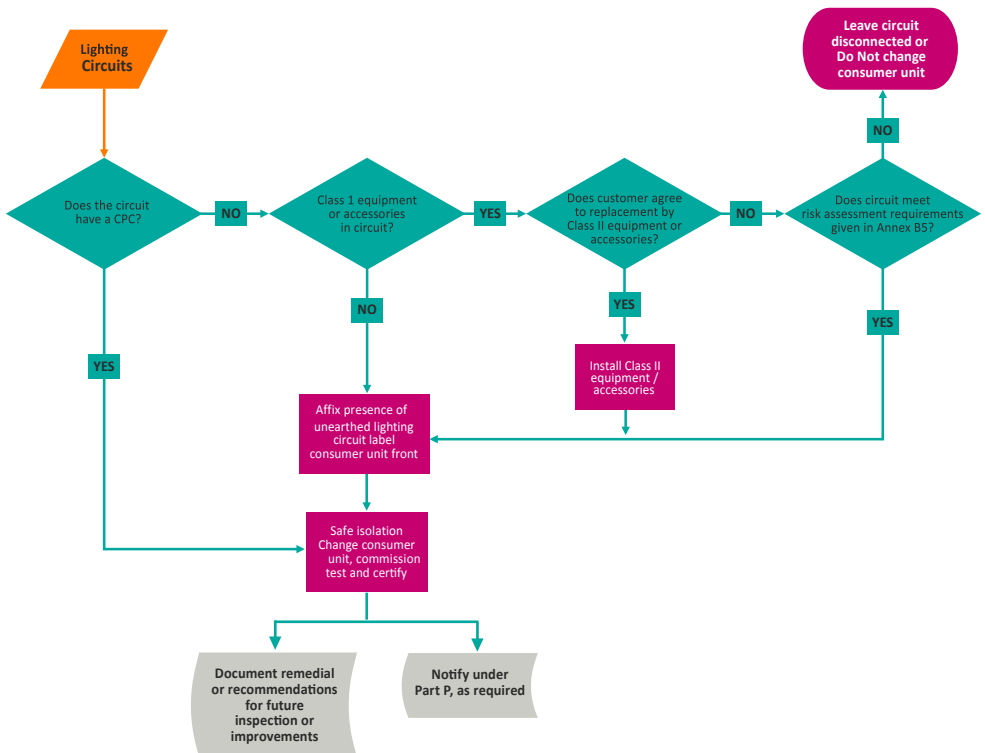 Lighting
Circuits
Leave circuit
disconnected or
Do Not change
consumer unit
NO
Does the circuit
have a CPC?
NO
Class 1 equipment
or accessories
in circuit?
YES
Does customer agree
to replacement by
Class II equipment or
accessories?
NO
Does circuit meet
risk assessment requirements
given in Annex B5?
YES
NO
YES
YES
Install Class II
equipment /
accessories
Affix presence of
unearthed lighting
circuit label
consumer unit front
Safe isolation
Change consumer
unit, commission
test and certify
Document remedial
or recommendations
for future
inspection or
improvements
Notify under
Part P, as required